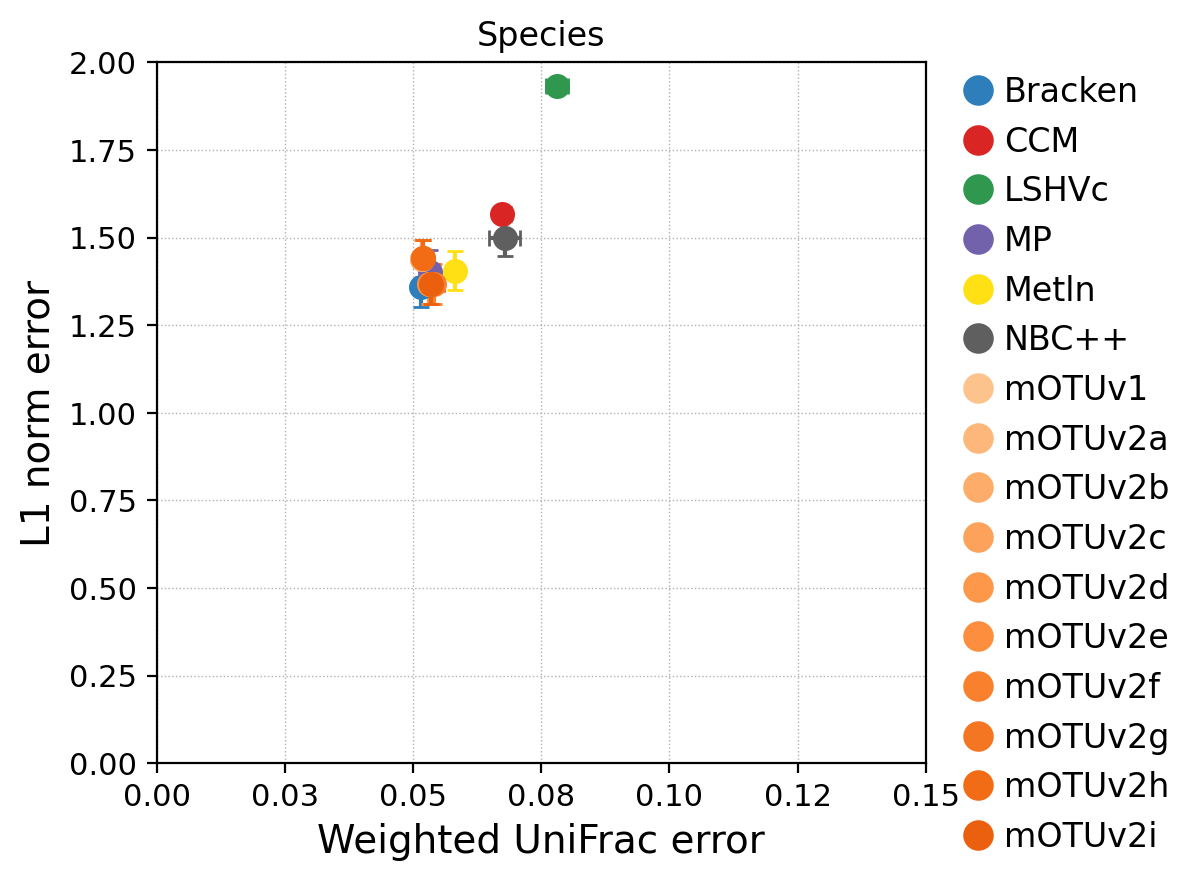 Species
2.00
1.75
1.50
1.25
1.00
0.75
0.50
0.25
0.00
L1 norm error
0.00 0.03 0.05 0.08 0.10 0.12 0.15
Weighted UniFrac error
Bracken
CCM
LSHVc
MP
Metln
NBC++
mOTUv1
mOTUv2a
mOTUv2b
mOTUv2c
mOTUv2d
mOTUv2e
mOTUv2f
mOTUv2g
mOTUv2h
mOTUv2i